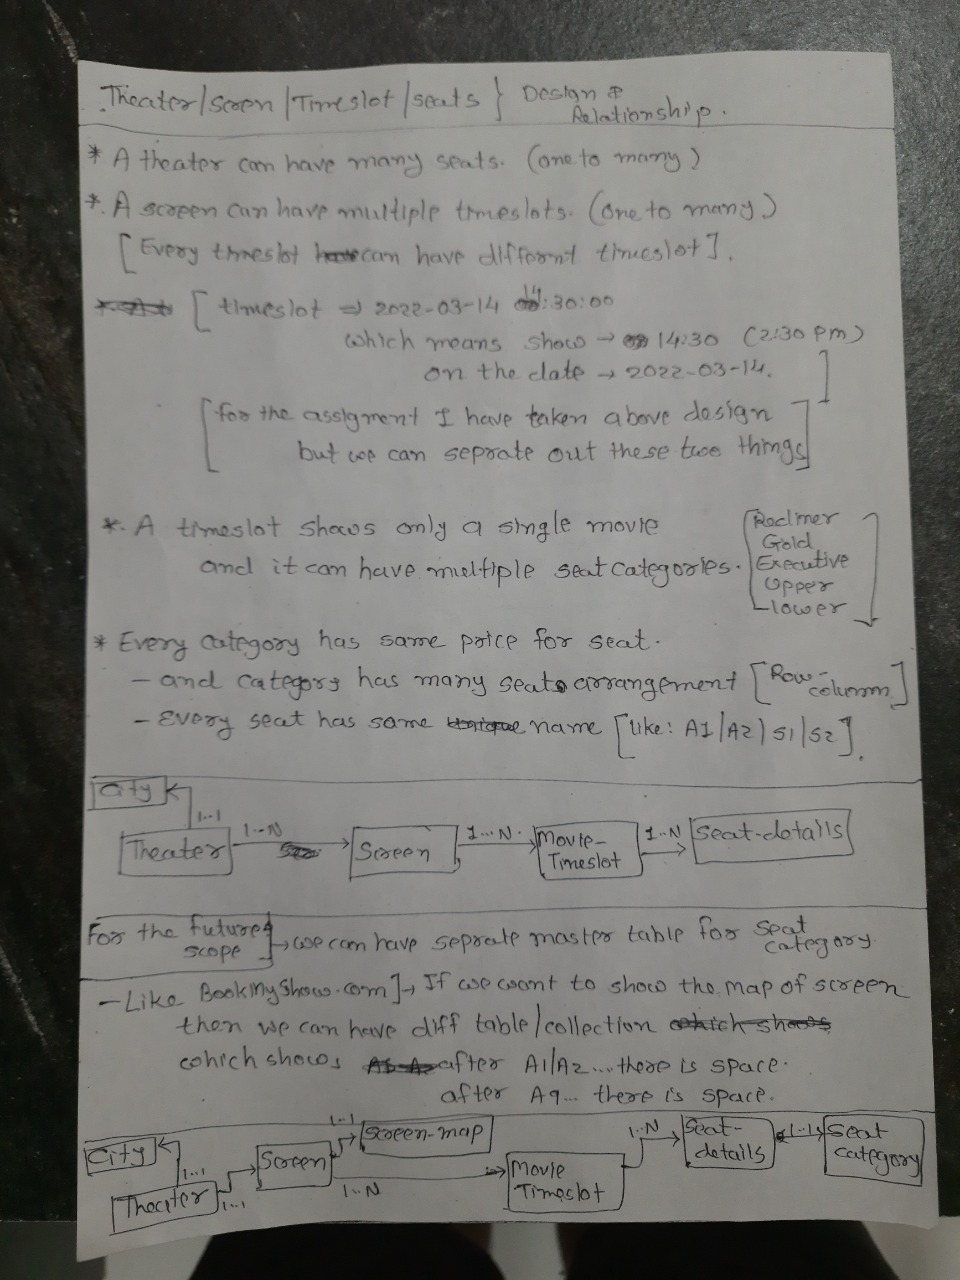 Theater/Screen/Timeslot/seats } Design &
Relationship.
* A theater can have many seats. (one to many)
*. A screen can have multiple timeslots. (one to many)
[Every timeslot can have different timeslot].
[timeslot ⇒ 2022-03-14 14:30:00
which means show → 14:30 (2:30 pm)
on the date → 2022-03-14. ]
[for the assigment I have taken above design
but we can seprate out these two things]
*. A timeslot shows only a single movie
and it can have multiple seat categories.
[Recliner
Gold
Executive
Upper
lower]
* Every category has same price for seat.
- and category has many seats arrangement [Row-
column]
- Every seat has some name [like: A1/A2/S1/S2].
City
1..1
Theater 1..N Screen 1...N. Movie-
Timeslot 1..N Seat-details
For the future
scope → we can have seprate master table for seat
category
- Like BookMyShow.com] → If we want to show the map of screen
then we can have diff table/collection
which shows after A1/A2... there is space.
after A9... there is space.
City 1..1
Theater 1..1 Screen 1..1 screen-map
1..N Movie
Timeslot 1..N Seat-
details 1..1 Seat
category